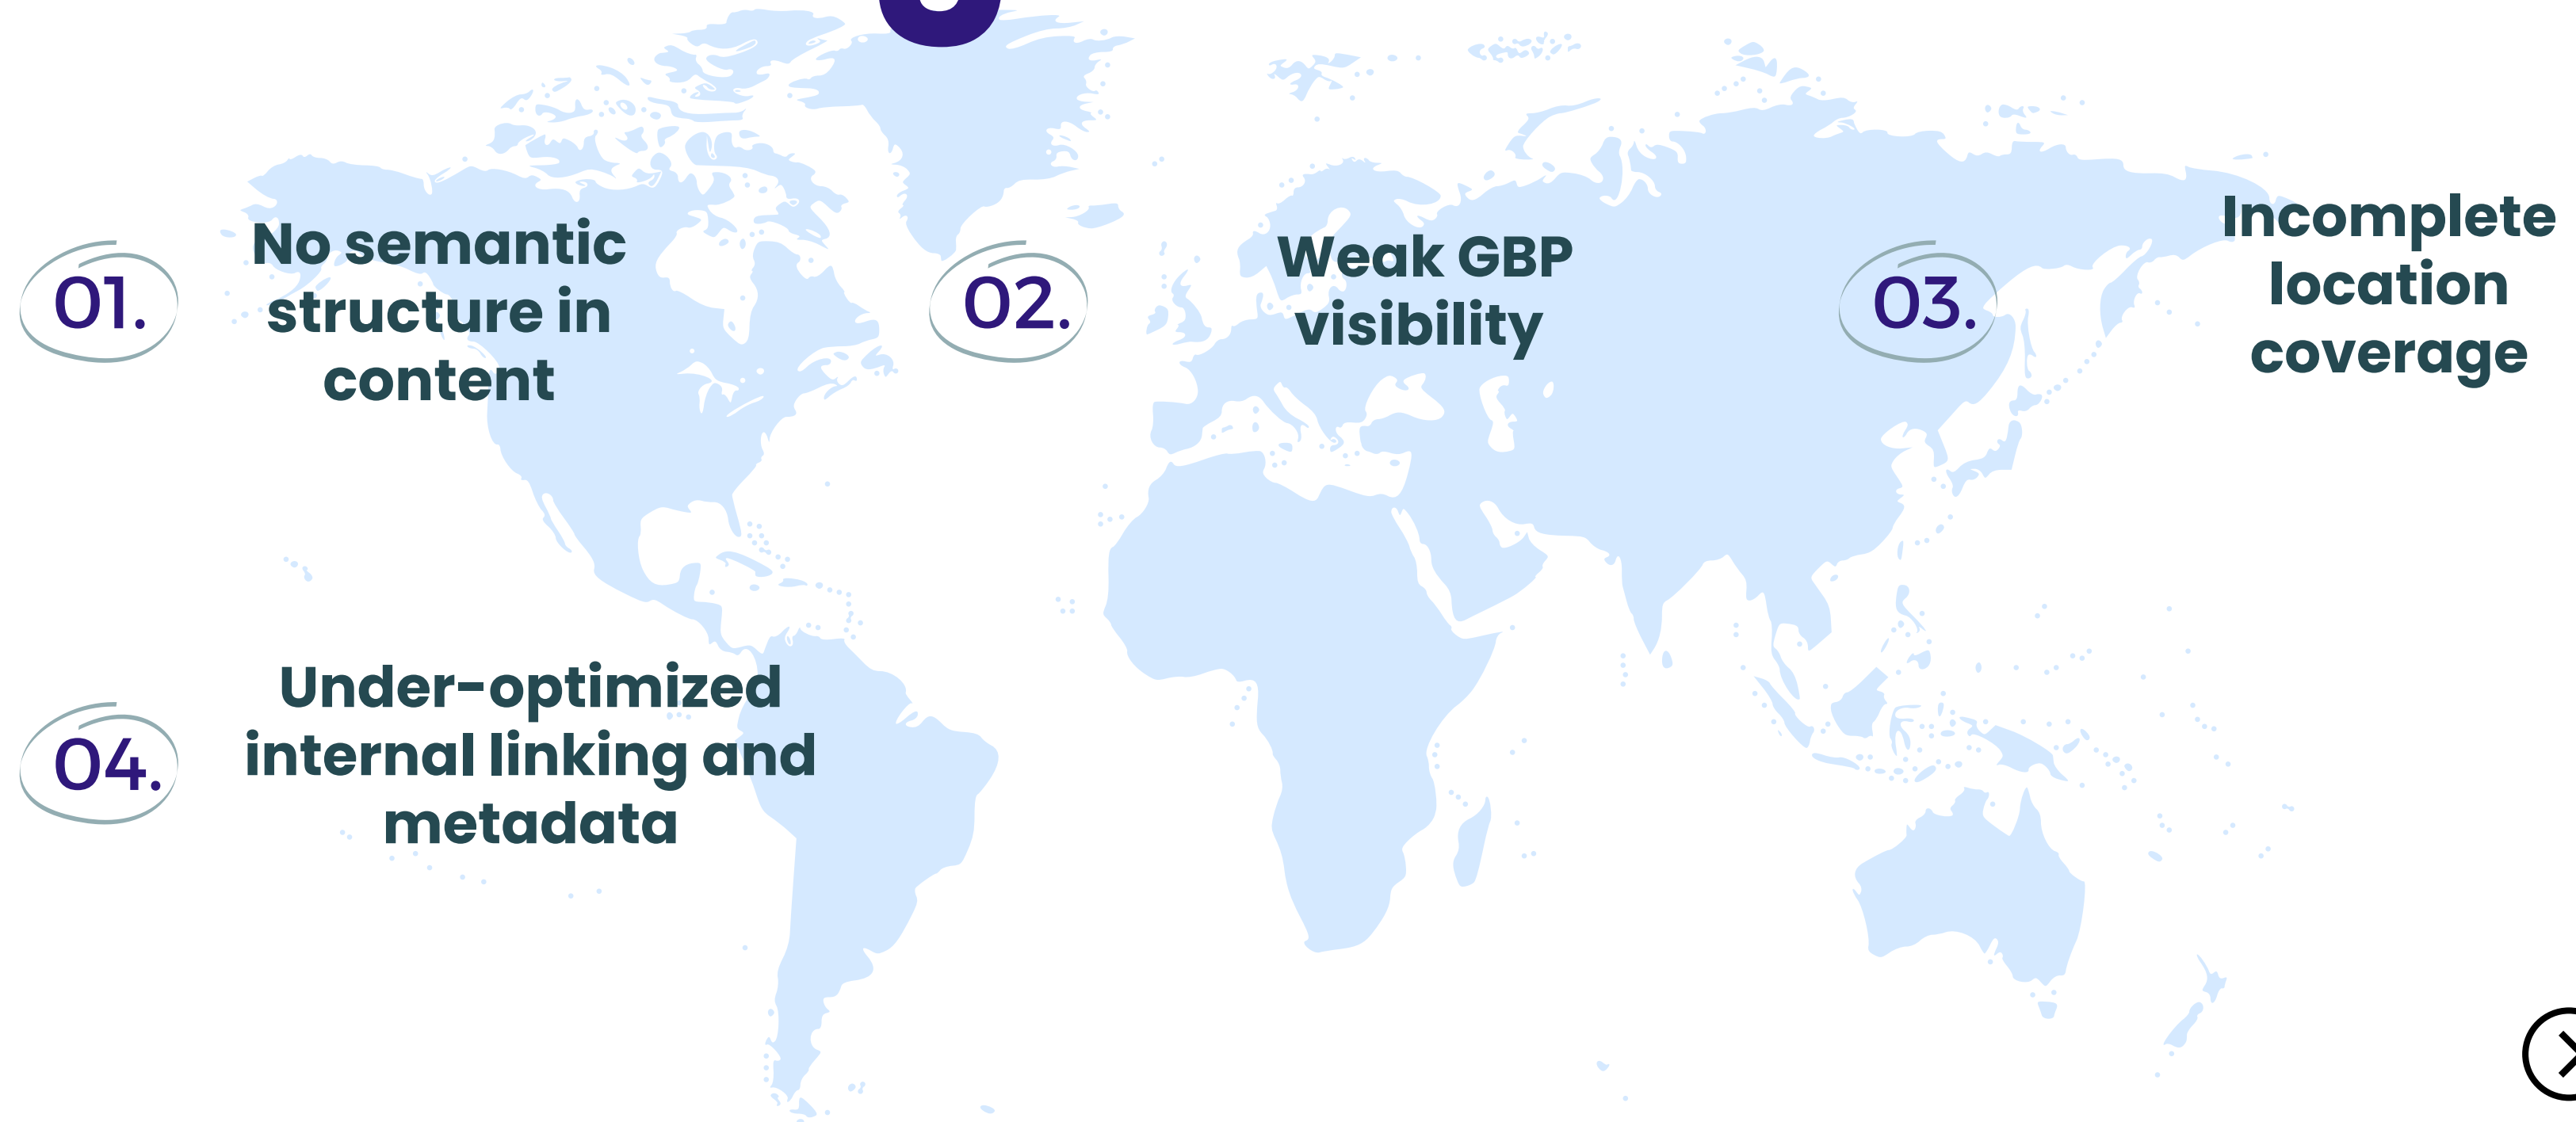 01.
No semantic
structure in
content
02.
Weak GBP
visibility
03.
Incomplete
location
coverage
04.
Under-optimized
internal linking and
metadata